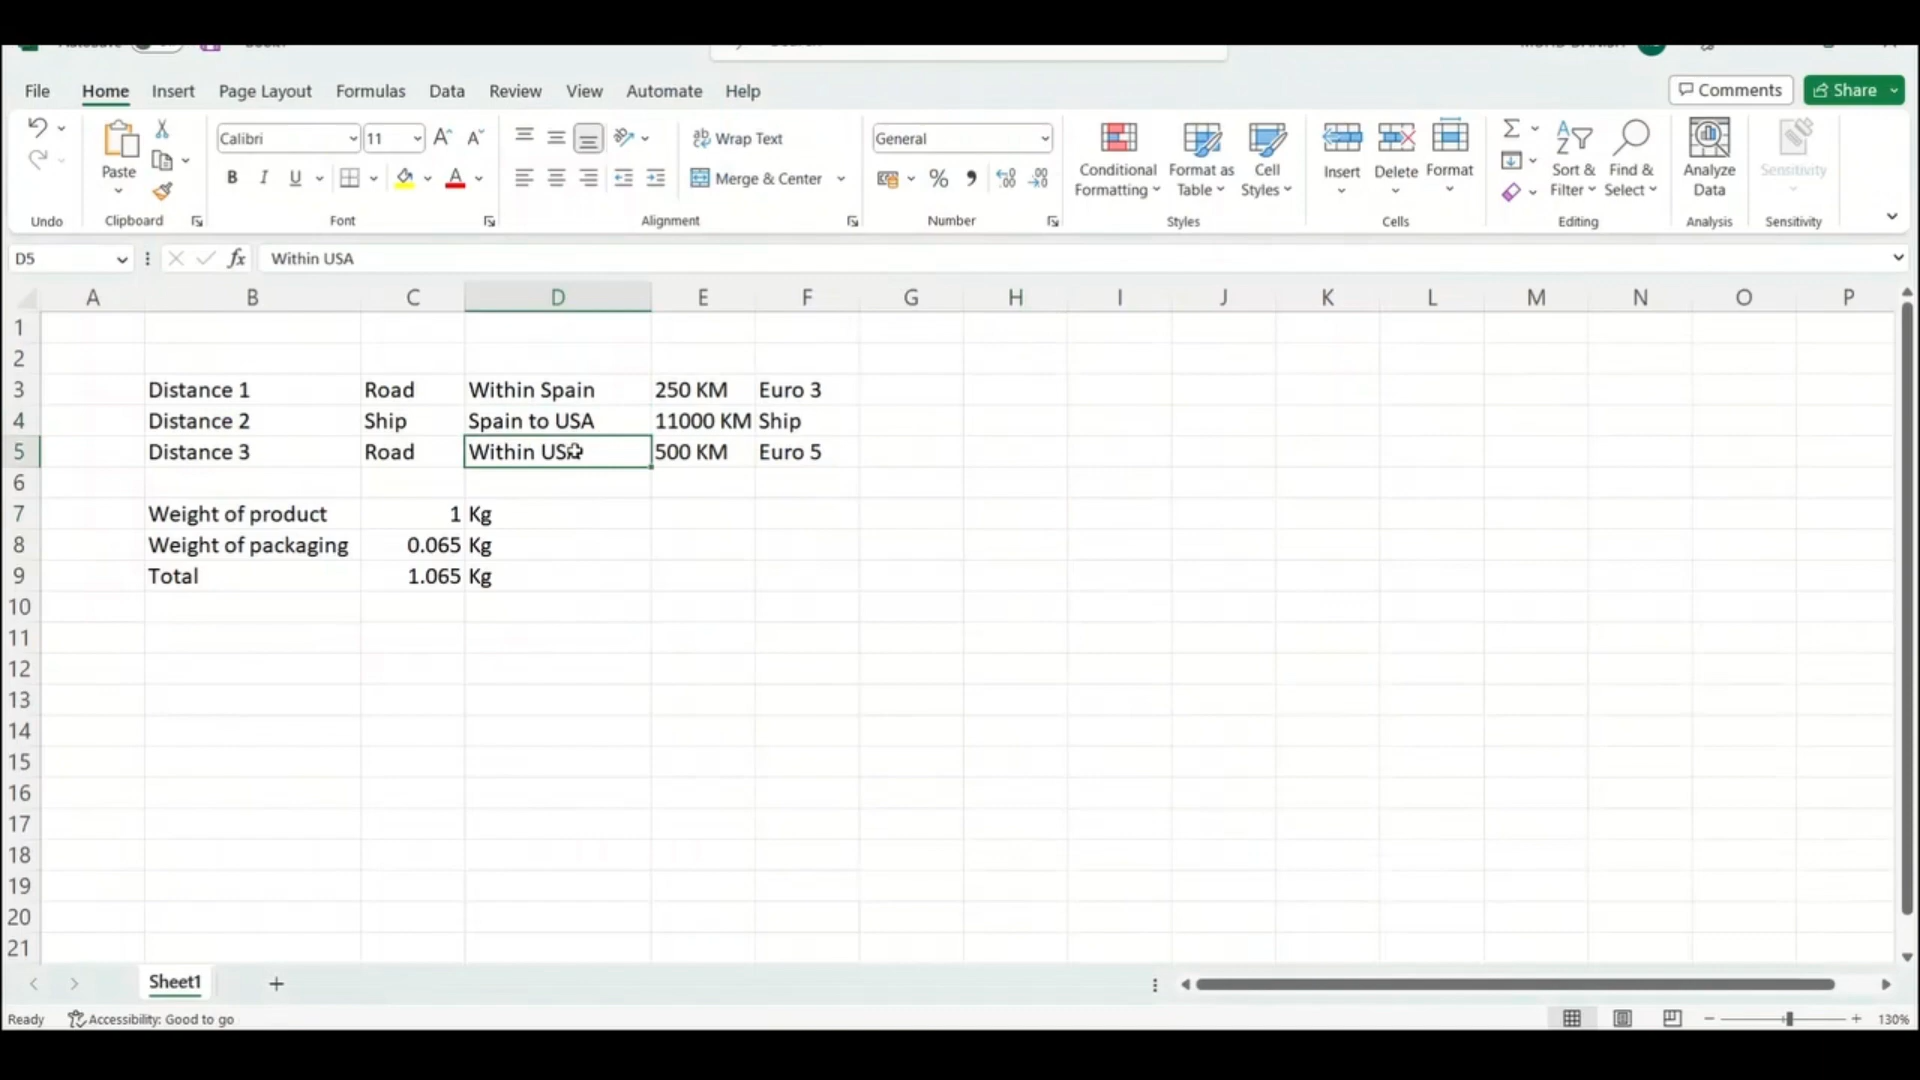 File Home Insert Page Layout Formulas Data Review View Automate Help Comments Share
Calibri 11 Wrap Text General
Paste B I U Merge & Center % Conditional Formatting Format as Table Cell Styles Insert Delete Format Sort & Filter Find & Select Analyze Data Sensitivity
Undo Clipboard Font Alignment Number Styles Cells Editing Analysis Sensitivity
D5 fx Within USA
A B C D E F G H I J K L M N O P
1
2
3 Distance 1 Road Within Spain 250 KM Euro 3
4 Distance 2 Ship Spain to USA 11000 KM Ship
5 Distance 3 Road Within USA 500 KM Euro 5
6
7 Weight of product 1 Kg
8 Weight of packaging 0.065 Kg
9 Total 1.065 Kg
10
11
12
13
14
15
16
17
18
19
20
21
Sheet1
Ready Accessibility: Good to go 130%